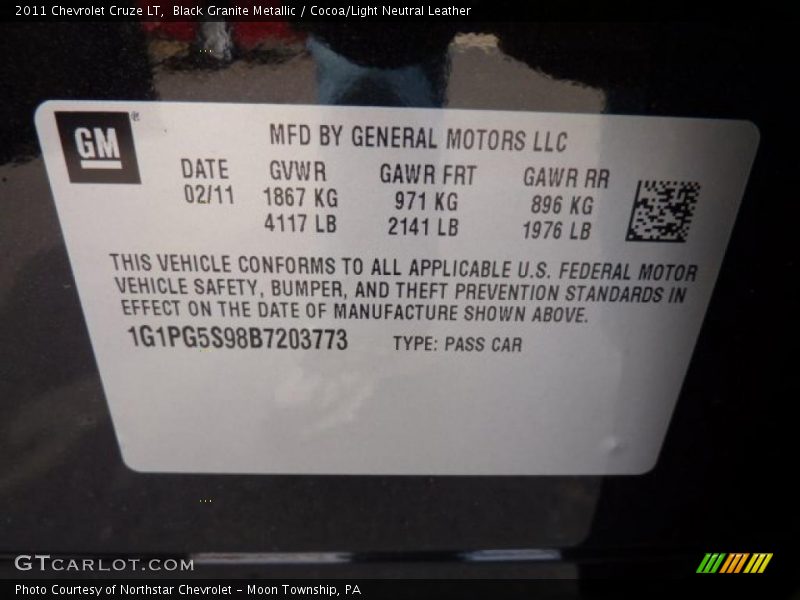 2011 Chevrolet Cruze LT, Black Granite Metallic / Cocoa/Light Neutral Leather
GM ®
MFD BY GENERAL MOTORS LLC
DATE GVWR GAWR FRT GAWR RR
02/11 1867 KG 971 KG 896 KG
4117 LB 2141 LB 1976 LB
THIS VEHICLE CONFORMS TO ALL APPLICABLE U.S. FEDERAL MOTOR
VEHICLE SAFETY, BUMPER, AND THEFT PREVENTION STANDARDS IN
EFFECT ON THE DATE OF MANUFACTURE SHOWN ABOVE.
1G1PG5S98B7203773 TYPE: PASS CAR
GTCARLOT.COM
Photo Courtesy of Northstar Chevrolet - Moon Township, PA